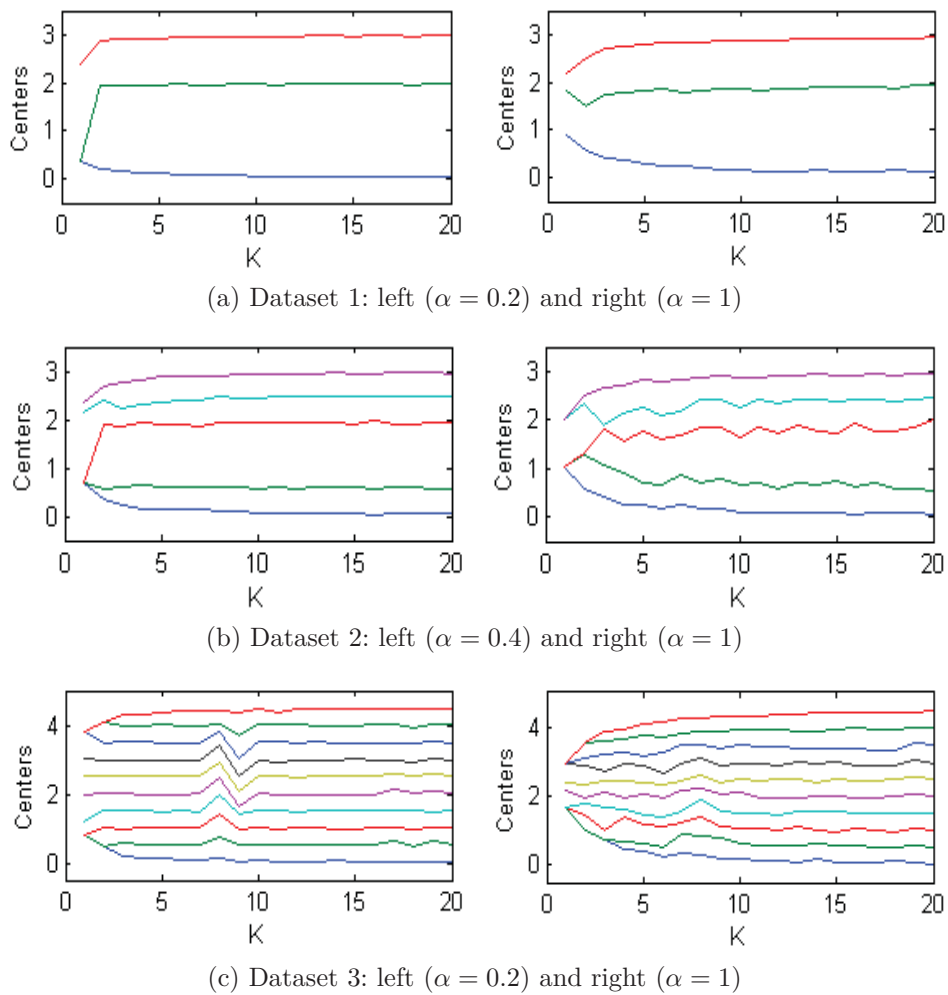 3
2
1
0
Centers
0 5 10 15 20
K
3
2
1
0
Centers
0 5 10 15 20
K
(a) Dataset 1: left (α = 0.2) and right (α = 1)
3
2
1
0
Centers
0 5 10 15 20
K
3
2
1
0
Centers
0 5 10 15 20
K
(b) Dataset 2: left (α = 0.4) and right (α = 1)
4
2
0
Centers
0 5 10 15 20
K
4
2
0
Centers
0 5 10 15 20
K
(c) Dataset 3: left (α = 0.2) and right (α = 1)